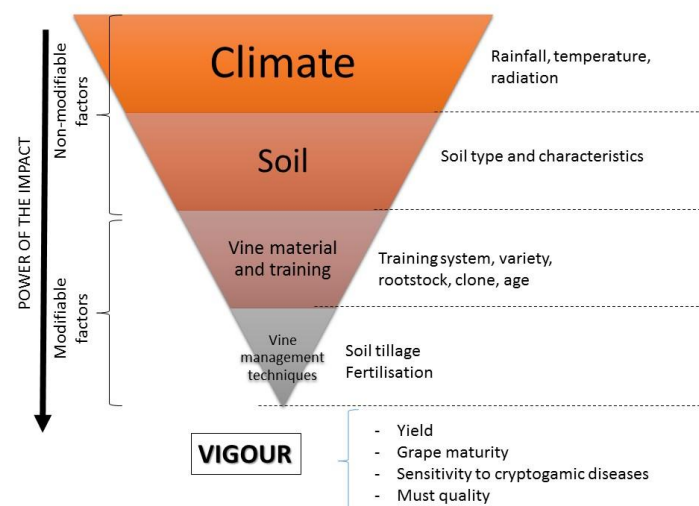 POWER OF THE IMPACT
Non-modifiable
factors
Modifiable
factors
Climate
Rainfall, temperature,
radiation
Soil
Soil type and characteristics
Vine material
and training
Training system, variety,
rootstock, clone, age
Vine
management
techniques
Soil tillage
Fertilisation
VIGOUR
- Yield
- Grape maturity
- Sensitivity to cryptogamic diseases
- Must quality